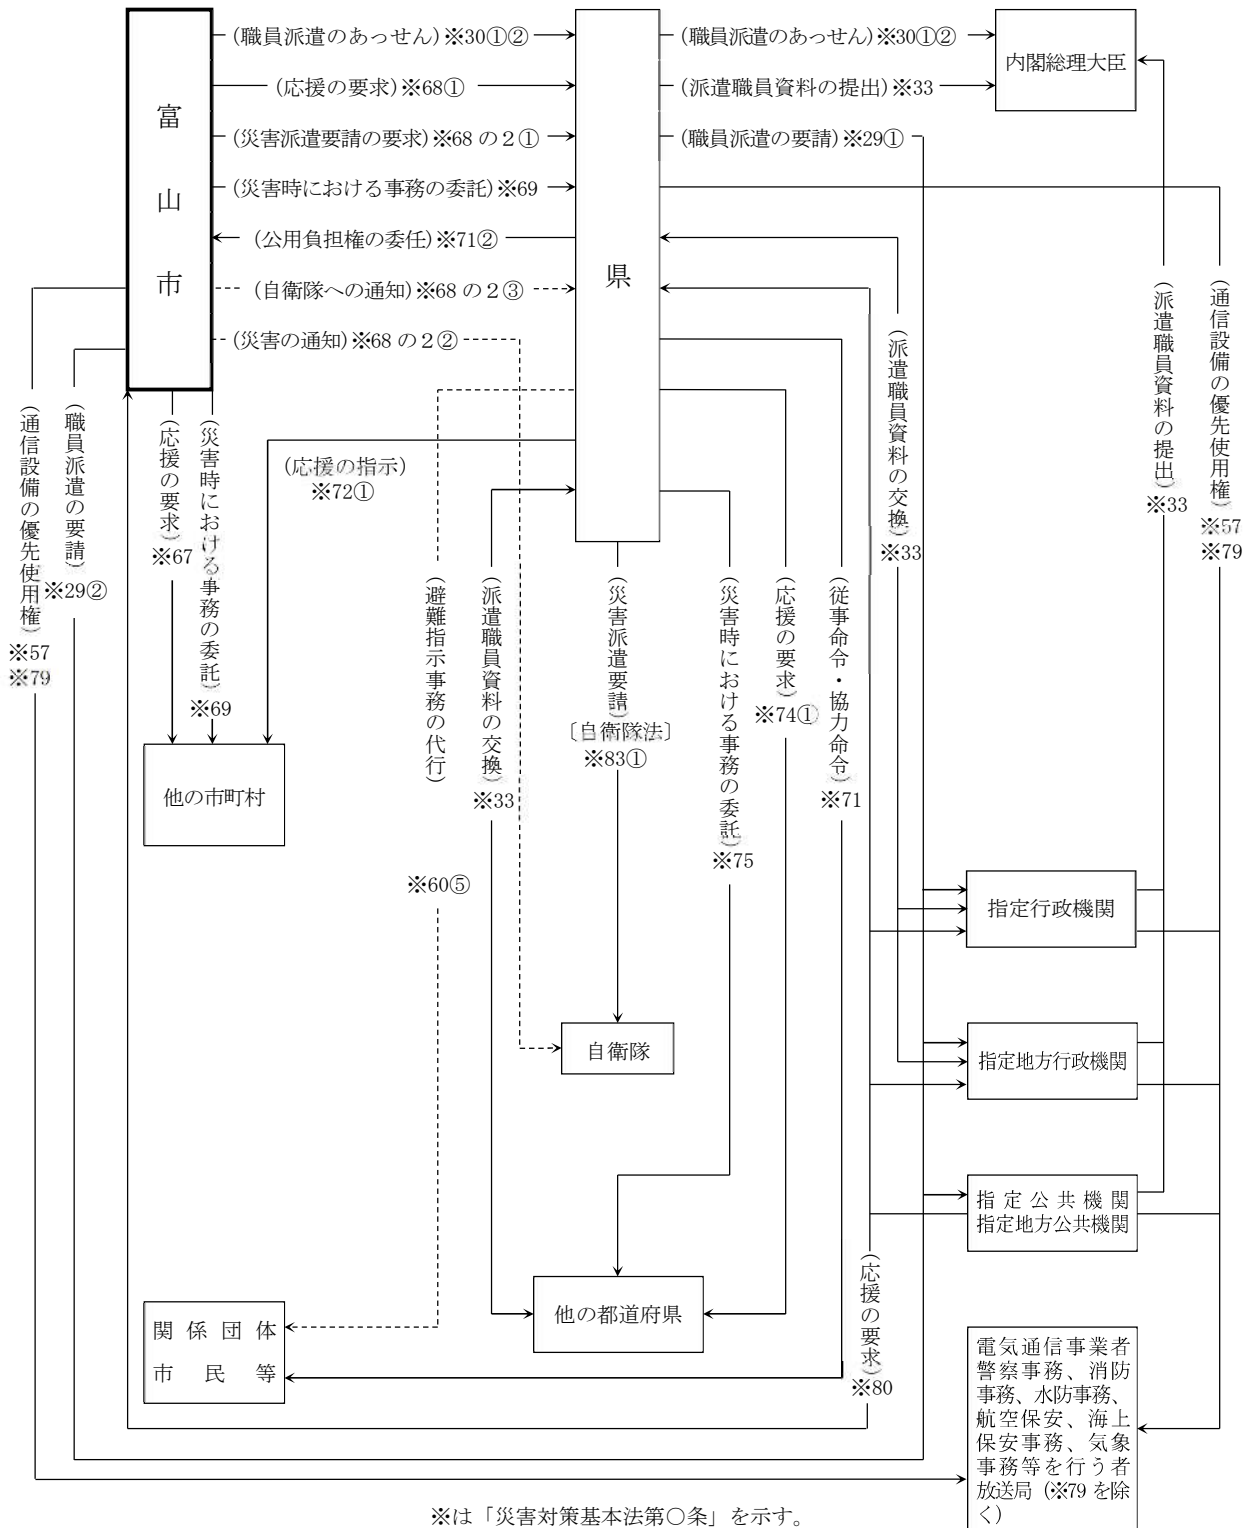 富山市
(職員派遣のあっせん)※30①②
(応援の要求)※68①
(災害派遣要請の要求)※68の2①
(災害時における事務の委託)※69
(公用負担権の委任)※71②
(自衛隊への通知)※68の2③
(災害の通知)※68の2②
県
(職員派遣のあっせん)※30①②
(派遣職員資料の提出)※33
(職員派遣の要請)※29①
内閣総理大臣
(通信設備の優先使用権)
※57
※79
(職員派遣の要請)
※29②
(応援の要求)
※67
(災害時における事務の委託)
※69
(応援の指示)
※72①
(避難指示事務の代行)
※60⑤
(派遣職員資料の交換)
※33
(災害派遣要請)
〔自衛隊法〕
※83①
(災害時における事務の委託)
※75
(応援の要求)
※74①
(従事命令・協力命令)
※71
(派遣職員資料の交換)
※33
(派遣職員資料の提出)
※33
(通信設備の優先使用権)
※57
※79
他の市町村
指定行政機関
自衛隊
指定地方行政機関
指定公共機関
指定地方公共機関
(応援の要求)
※80
他の都道府県
関係団体
市民等
電気通信事業者
警察事務、消防
事務、水防事務、
航空保安、海上
保安事務、気象
事務等を行う者
放送局(※79を除
く)
※は「災害対策基本法第○条」を示す。